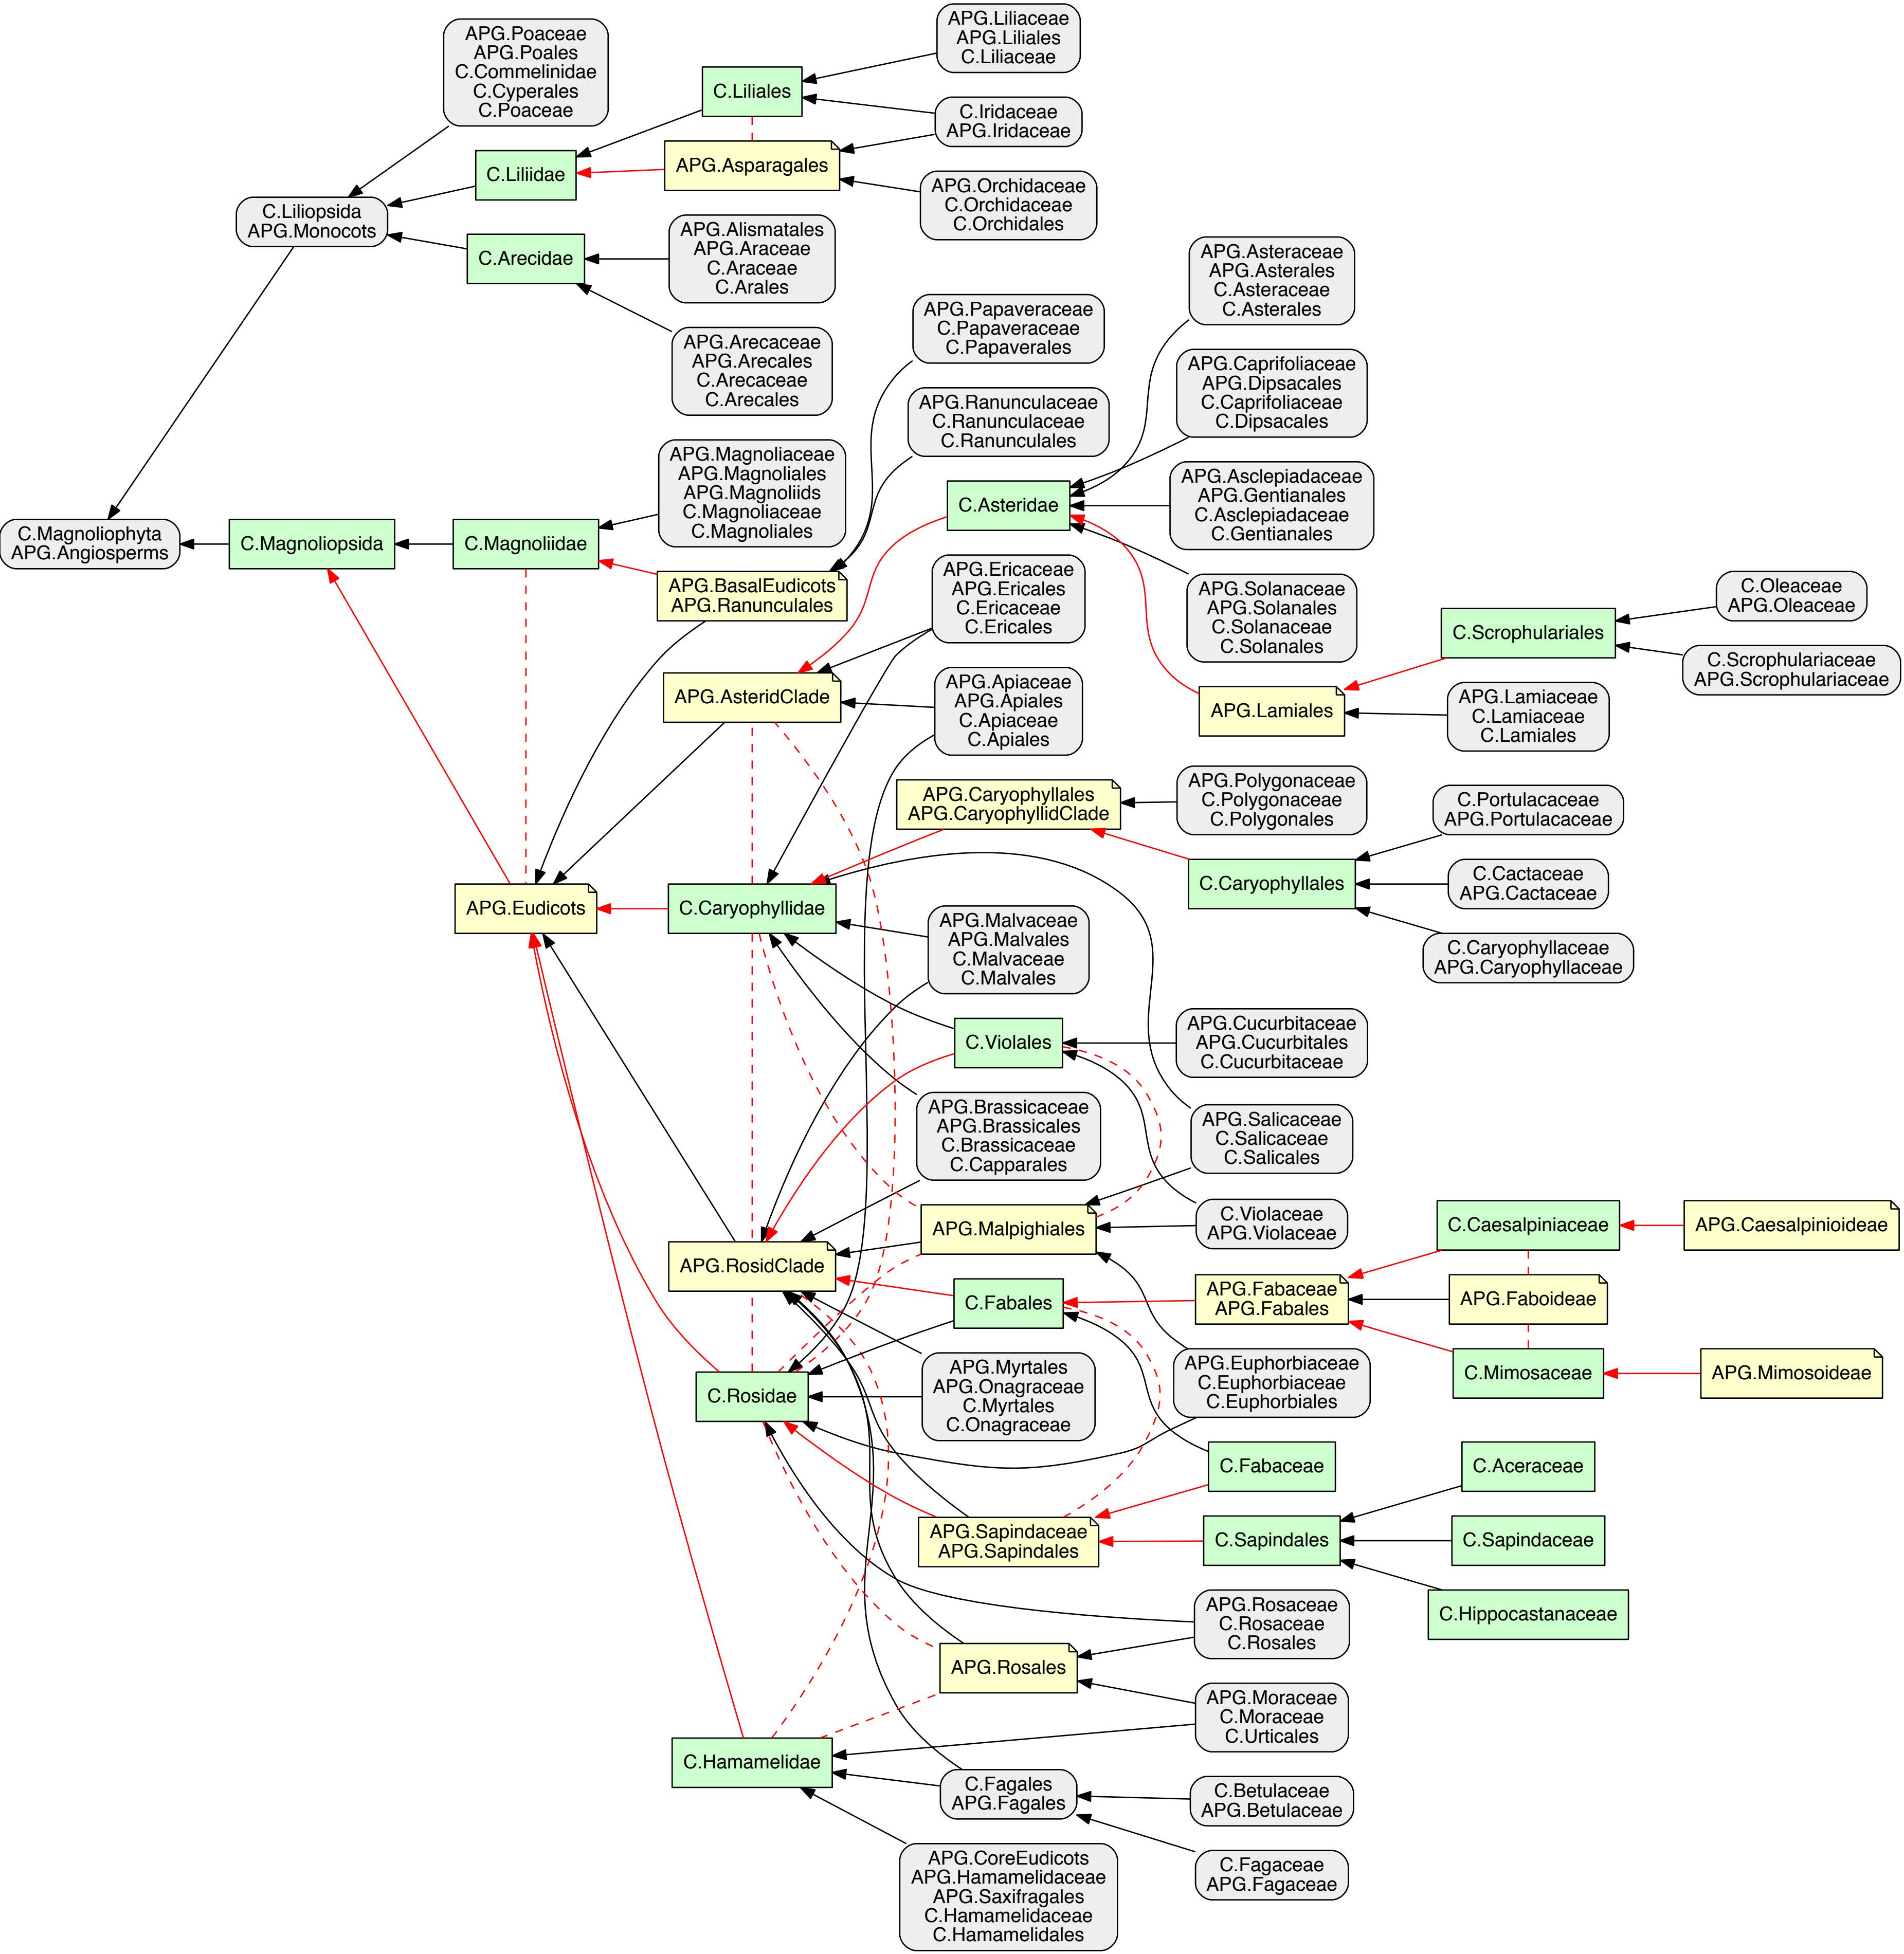 APG.Poaceae
APG.Poales
C.Commelinidae
C.Cyperales
C.Poaceae
C.Liliales
APG.Liliaceae
APG.Liliales
C.Liliaceae
C.Iridaceae
APG.Iridaceae
C.Liliidae
APG.Asparagales
APG.Orchidaceae
C.Orchidaceae
C.Orchidales
C.Liliopsida
APG.Monocots
C.Arecidae
APG.Alismatales
APG.Araceae
C.Araceae
C.Arales
APG.Arecaceae
APG.Arecales
C.Arecaceae
C.Arecales
APG.Papaveraceae
C.Papaveraceae
C.Papaverales
APG.Ranunculaceae
C.Ranunculaceae
C.Ranunculales
APG.Asteraceae
APG.Asterales
C.Asteraceae
C.Asterales
APG.Caprifoliaceae
APG.Dipsacales
C.Caprifoliaceae
C.Dipsacales
APG.Magnoliaceae
APG.Magnoliales
APG.Magnoliids
C.Magnoliaceae
C.Magnoliales
C.Asteridae
APG.Asclepiadaceae
APG.Gentianales
C.Asclepiadaceae
C.Gentianales
C.Magnoliophyta
APG.Angiosperms
C.Magnoliopsida
C.Magnoliidae
APG.BasalEudicots
APG.Ranunculales
APG.Ericaceae
APG.Ericales
C.Ericaceae
C.Ericales
APG.Solanaceae
APG.Solanales
C.Solanaceae
C.Solanales
C.Scrophulariales
C.Oleaceae
APG.Oleaceae
C.Scrophulariaceae
APG.Scrophulariaceae
APG.AsteridClade
APG.Apiaceae
APG.Apiales
C.Apiaceae
C.Apiales
APG.Lamiales
APG.Lamiaceae
C.Lamiaceae
C.Lamiales
APG.Caryophyllales
APG.CaryophyllidClade
APG.Polygonaceae
C.Polygonaceae
C.Polygonales
C.Portulacaceae
APG.Portulacaceae
C.Caryophyllales
C.Cactaceae
APG.Cactaceae
C.Caryophyllaceae
APG.Caryophyllaceae
APG.Eudicots
C.Caryophyllidae
APG.Malvaceae
APG.Malvales
C.Malvaceae
C.Malvales
C.Violales
APG.Cucurbitaceae
APG.Cucurbitales
C.Cucurbitaceae
APG.Brassicaceae
APG.Brassicales
C.Brassicaceae
C.Capparales
APG.Salicaceae
C.Salicaceae
C.Salicales
APG.Malpighiales
C.Violaceae
APG.Violaceae
C.Caesalpiniaceae
APG.Caesalpinioideae
APG.RosidClade
C.Fabales
APG.Fabaceae
APG.Fabales
APG.Faboideae
C.Rosidae
APG.Myrtales
APG.Onagraceae
C.Myrtales
C.Onagraceae
APG.Euphorbiaceae
C.Euphorbiaceae
C.Euphorbiales
C.Mimosaceae
APG.Mimosoideae
C.Fabaceae
C.Aceraceae
APG.Sapindaceae
APG.Sapindales
C.Sapindales
C.Sapindaceae
C.Hippocastanaceae
APG.Rosaceae
C.Rosaceae
C.Rosales
APG.Rosales
APG.Moraceae
C.Moraceae
C.Urticales
C.Hamamelidae
C.Fagales
APG.Fagales
C.Betulaceae
APG.Betulaceae
C.Fagaceae
APG.Fagaceae
APG.CoreEudicots
APG.Hamamelidaceae
APG.Saxifragales
C.Hamamelidaceae
C.Hamamelidales